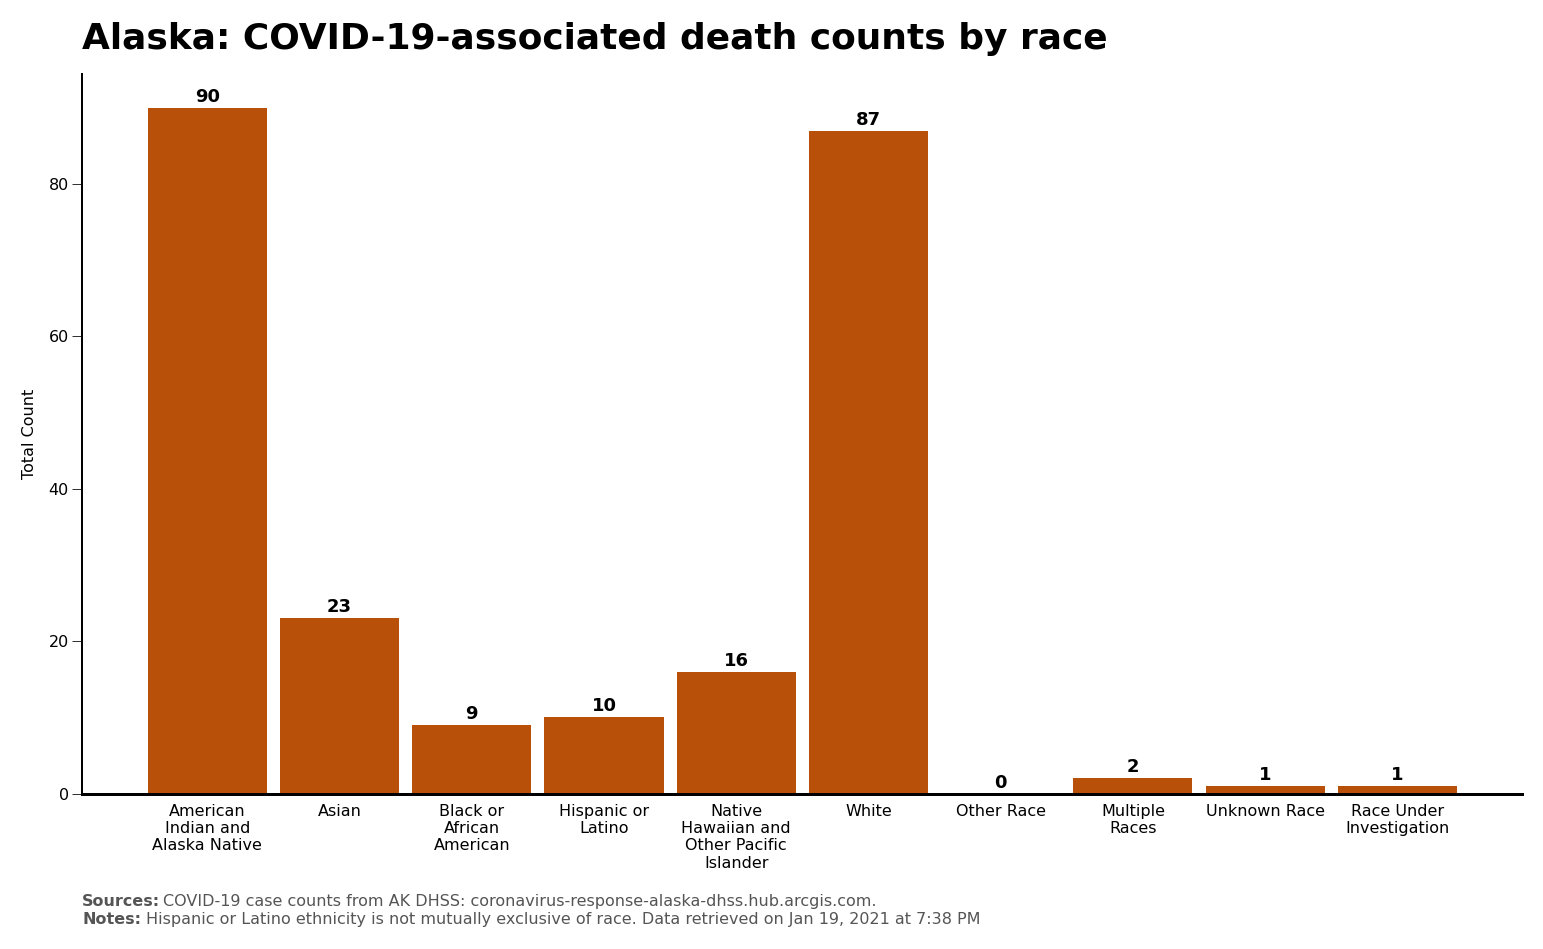 Alaska: COVID-19-associated death counts by race
Total Count
80
60
40
20
0
90
23
9
10
16
87
0
2
1
1
American
Indian and
Alaska Native
Asian
Black or
African
American
Hispanic or
Latino
Native
Hawaiian and
Other Pacific
Islander
White
Other Race
Multiple
Races
Unknown Race
Race Under
Investigation
Sources: COVID-19 case counts from AK DHSS: coronavirus-response-alaska-dhss.hub.arcgis.com.
Notes: Hispanic or Latino ethnicity is not mutually exclusive of race. Data retrieved on Jan 19, 2021 at 7:38 PM